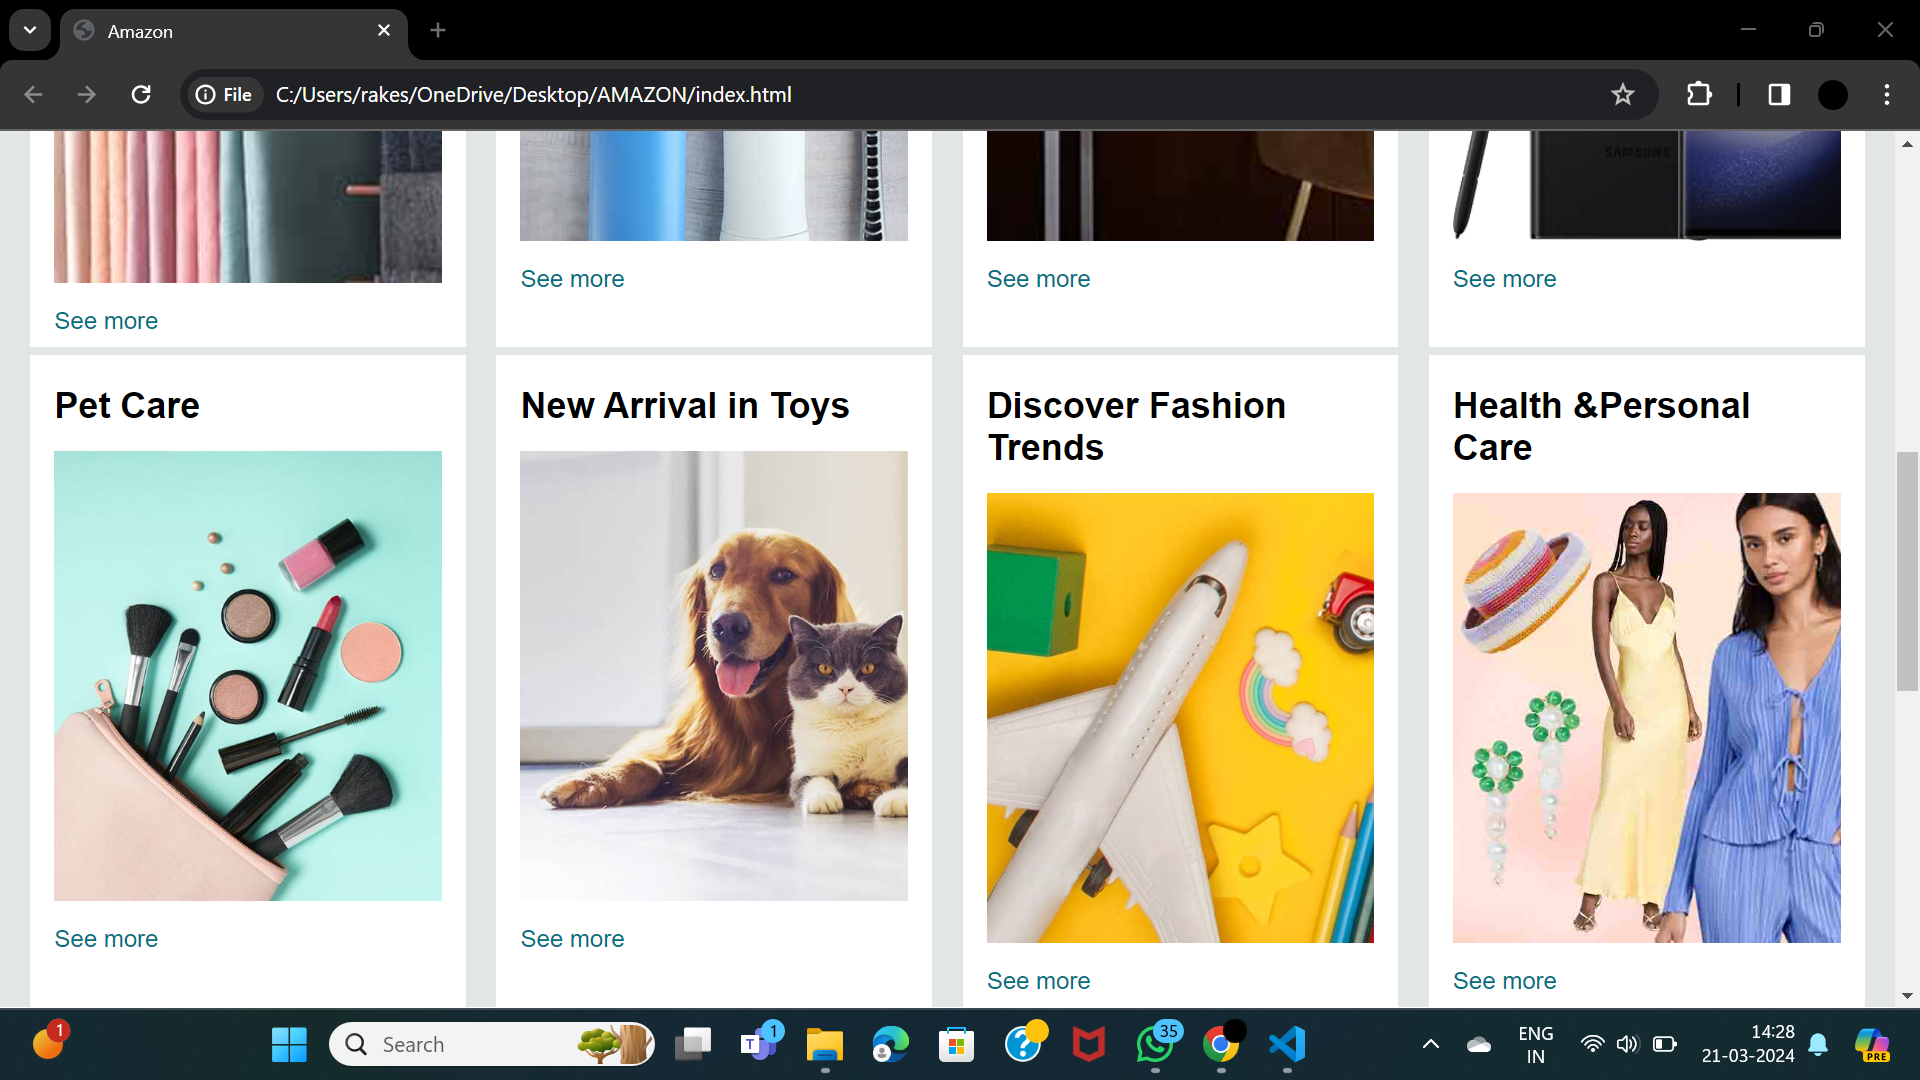 Amazon
File
C:/Users/rakes/OneDrive/Desktop/AMAZON/index.html
SAMSUNG
See more
See more
See more
See more
Pet Care
New Arrival in Toys
Discover Fashion
Trends
Health &Personal
Care
See more
See more
See more
See more
1
Search
T
1
35
ENG
IN
14:28
21-03-2024
PRE